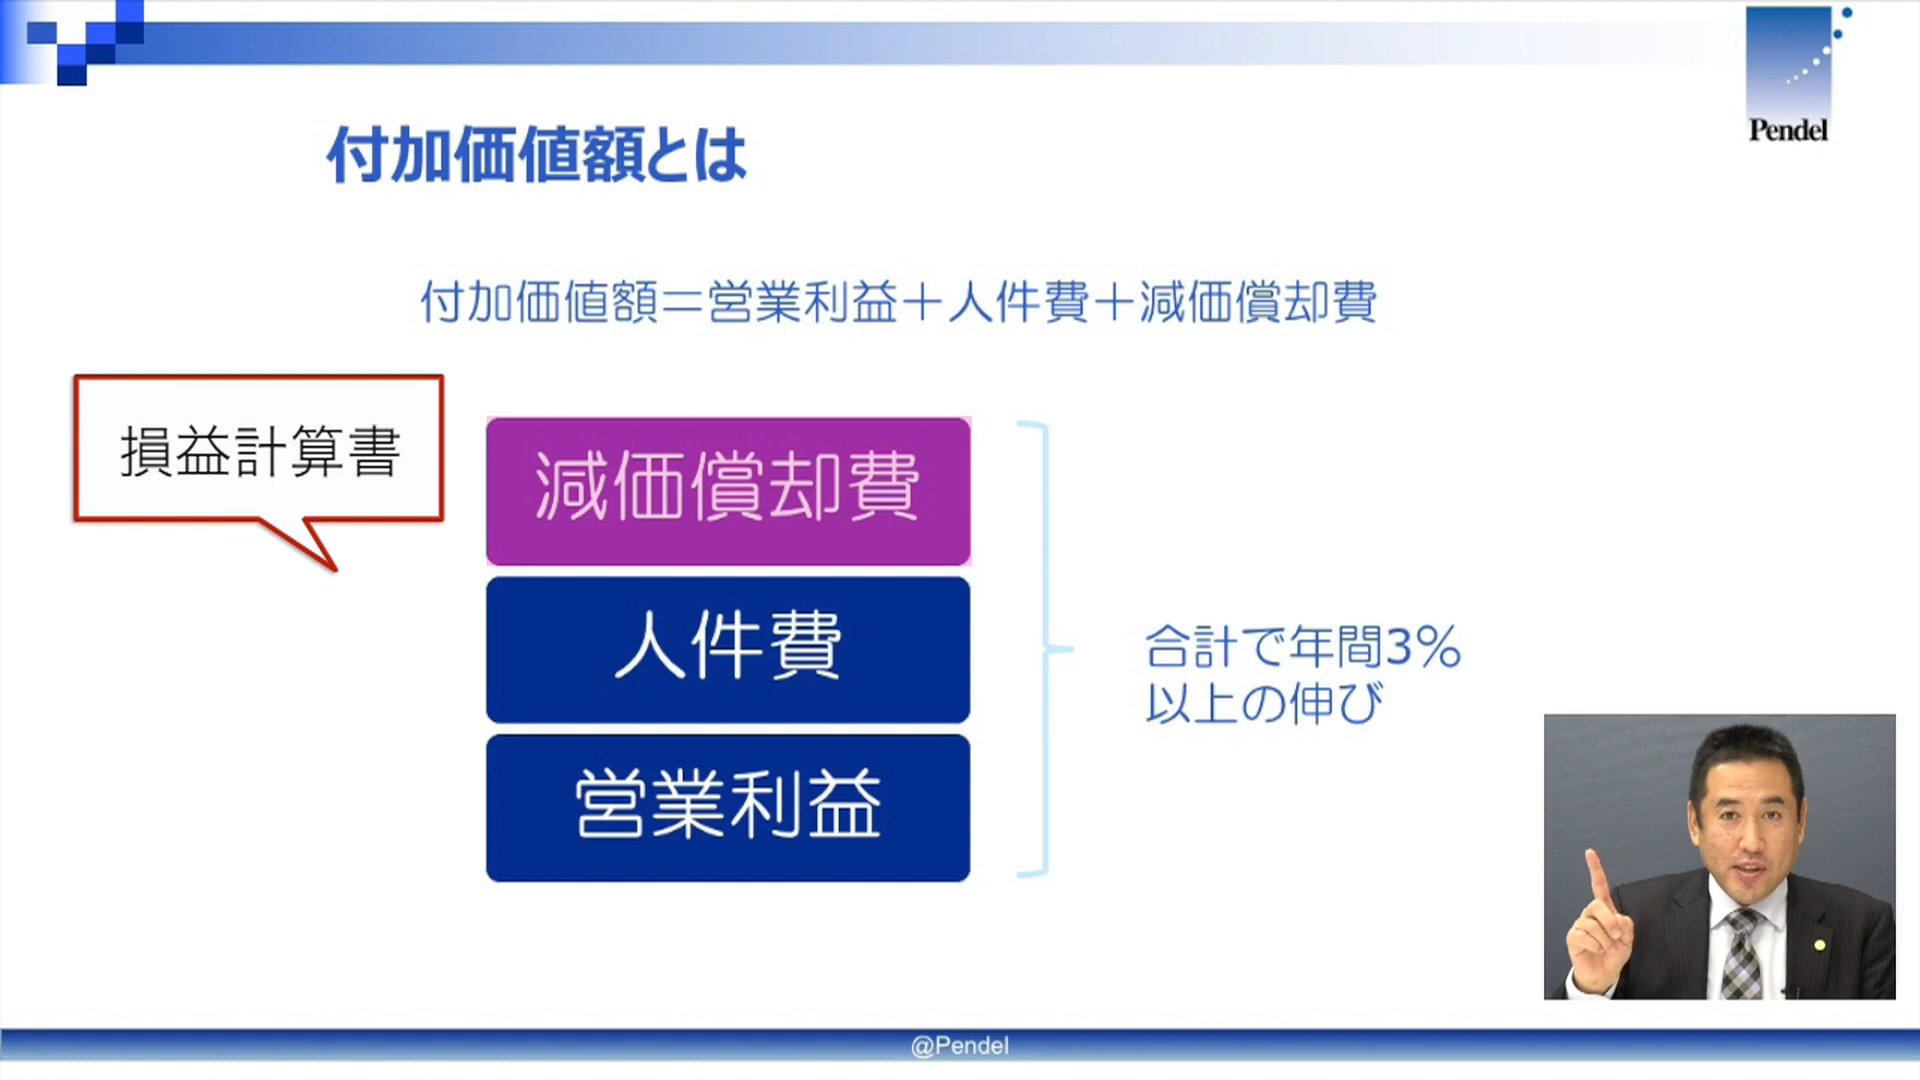 Pendel
付加価値額とは
付加価値額＝営業利益＋人件費＋減価償却費
損益計算書
減価償却費
人件費
営業利益
合計で年間3％
以上の伸び
@Pendel